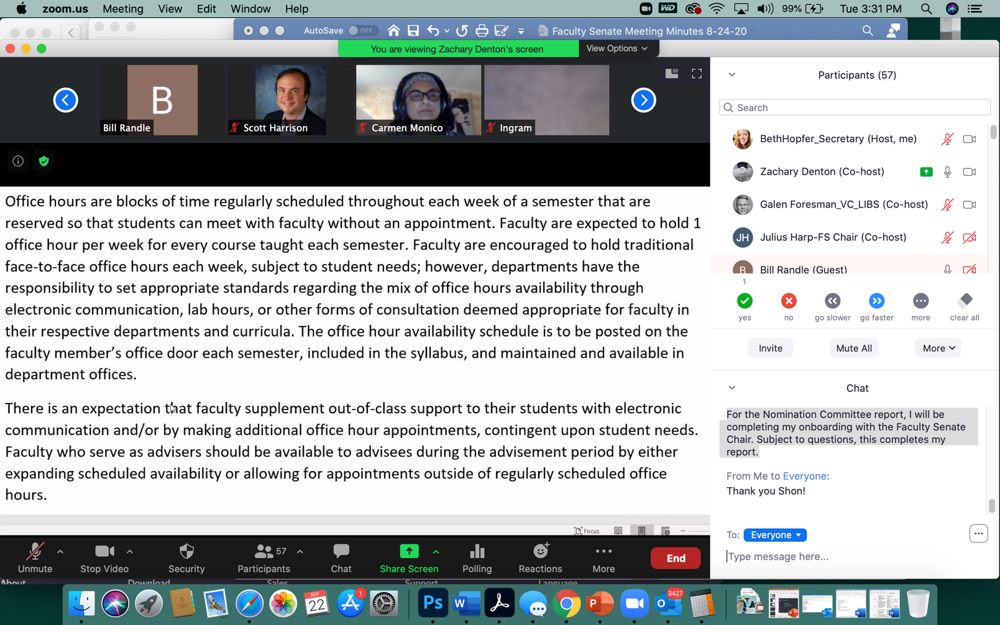 zoom.us Meeting View Edit Window Help 99% Tue 3:31 PM
AutoSave OFF Faculty Senate Meeting Minutes 8-24-20
You are viewing Zachary Denton's screen View Options
B
Bill Randle Scott Harrison Carmen Monico Ingram
Office hours are blocks of time regularly scheduled throughout each week of a semester that are
reserved so that students can meet with faculty without an appointment. Faculty are expected to hold 1
office hour per week for every course taught each semester. Faculty are encouraged to hold traditional
face-to-face office hours each week, subject to student needs; however, departments have the
responsibility to set appropriate standards regarding the mix of office hours availability through
electronic communication, lab hours, or other forms of consultation deemed appropriate for faculty in
their respective departments and curricula. The office hour availability schedule is to be posted on the
faculty member's office door each semester, included in the syllabus, and maintained and available in
department offices.
There is an expectation that faculty supplement out-of-class support to their students with electronic
communication and/or by making additional office hour appointments, contingent upon student needs.
Faculty who serve as advisers should be available to advisees during the advisement period by either
expanding scheduled availability or allowing for appointments outside of regularly scheduled office
hours.
Focus
Participants (57)
Search
BethHopfer_Secretary (Host, me)
Zachary Denton (Co-host)
Galen Foresman_VC_LIBS (Co-host)
JH Julius Harp-FS Chair (Co-host)
B Bill Randle (Guest)
1
yes no go slower go faster more clear all
Invite Mute All More
Chat
For the Nomination Committee report, I will be
completing my onboarding with the Faculty Senate
Chair. Subject to questions, this completes my
report.
From Me to Everyone:
Thank you Shon!
To: Everyone
Type message here...
57
Unmute Stop Video Security Participants Chat Share Screen Polling Reactions More End
About Download Sales Support Language
SEP
22
1
Ps
W
P
O
3427